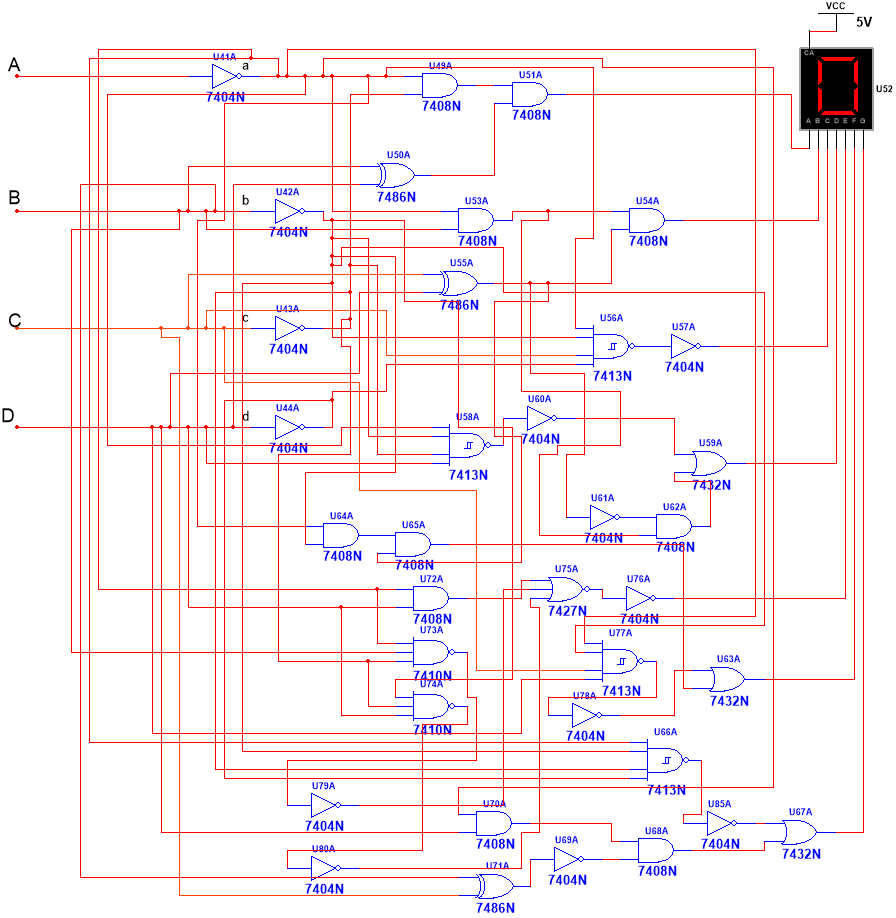 VCC
5V
CA
U52
A B C D E F G
A
U41A
a
7404N
U49A
7408N
U51A
7408N
U50A
7486N
B
b
U42A
7404N
U53A
7408N
U54A
7408N
U55A
7486N
C
c
U43A
7404N
U56A
7413N
U57A
7404N
D
d
U44A
7404N
U58A
7413N
U60A
7404N
U59A
7432N
U61A
7404N
U62A
7408N
U64A
7408N
U65A
7408N
U72A
7408N
U75A
7427N
U76A
7404N
U73A
7410N
U77A
7413N
U63A
7432N
U74A
7410N
U78A
7404N
U66A
7413N
U79A
7404N
U70A
7408N
U85A
7404N
U67A
7432N
U80A
7404N
U71A
7486N
U69A
7404N
U68A
7408N